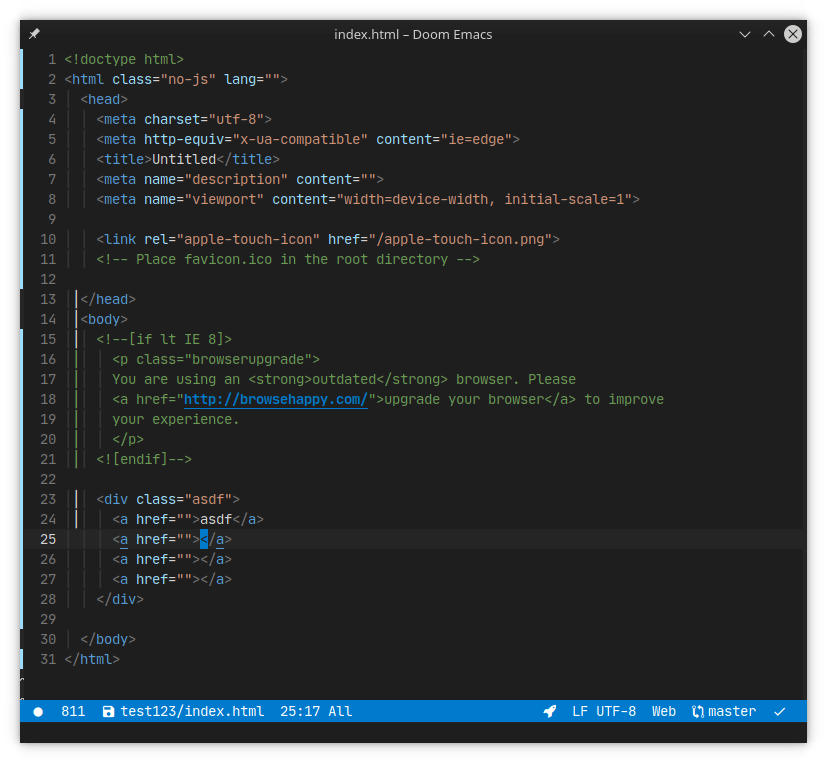 index.html – Doom Emacs
1 <!doctype html>
2 <html class="no-js" lang="">
3 <head>
4 <meta charset="utf-8">
5 <meta http-equiv="x-ua-compatible" content="ie=edge">
6 <title>Untitled</title>
7 <meta name="description" content="">
8 <meta name="viewport" content="width=device-width, initial-scale=1">
9
10 <link rel="apple-touch-icon" href="/apple-touch-icon.png">
11 <!-- Place favicon.ico in the root directory -->
12
13 </head>
14 <body>
15 <!--[if lt IE 8]>
16 <p class="browserupgrade">
17 You are using an <strong>outdated</strong> browser. Please
18 <a href="http://browsehappy.com/">upgrade your browser</a> to improve
19 your experience.
20 </p>
21 <![endif]-->
22
23 <div class="asdf">
24 <a href="">asdf</a>
25 <a href=""></a>
26 <a href=""></a>
27 <a href=""></a>
28 </div>
29
30 </body>
31 </html>
811 test123/index.html 25:17 All LF UTF-8 Web master